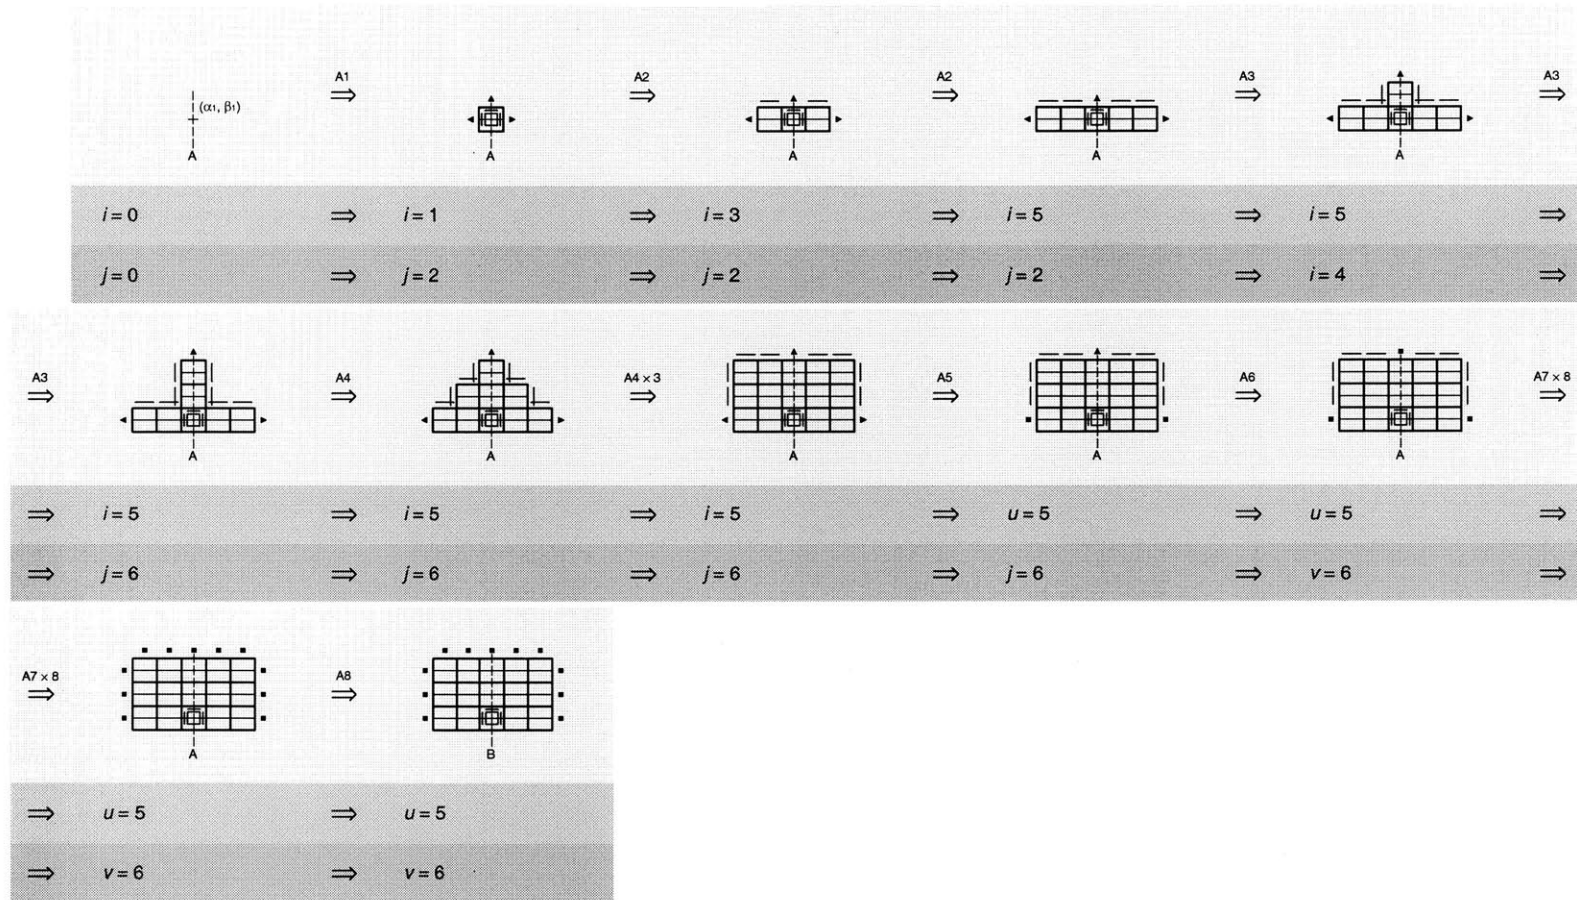 A1 ⇒ A2 ⇒ A2 ⇒ A3 ⇒ A3 ⇒
(α₁, β₁)
A A A A A
i = 0 ⇒ i = 1 ⇒ i = 3 ⇒ i = 5 ⇒ i = 5 ⇒
j = 0 ⇒ j = 2 ⇒ j = 2 ⇒ j = 2 ⇒ i = 4 ⇒
A3 ⇒ A4 ⇒ A4 × 3 ⇒ A5 ⇒ A6 ⇒ A7 × 8 ⇒
A A A A A
⇒ i = 5 ⇒ i = 5 ⇒ i = 5 ⇒ u = 5 ⇒ u = 5 ⇒
⇒ j = 6 ⇒ j = 6 ⇒ j = 6 ⇒ j = 6 ⇒ v = 6 ⇒
A7 × 8 ⇒ A8 ⇒
A B
⇒ u = 5 ⇒ u = 5
⇒ v = 6 ⇒ v = 6